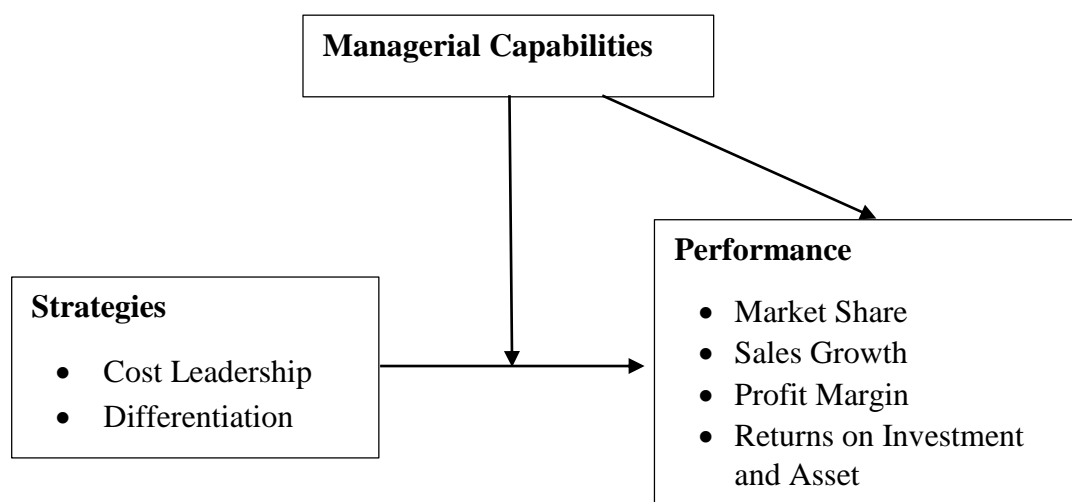 Managerial Capabilities
Strategies
• Cost Leadership
• Differentiation
Performance
• Market Share
• Sales Growth
• Profit Margin
• Returns on Investment
and Asset